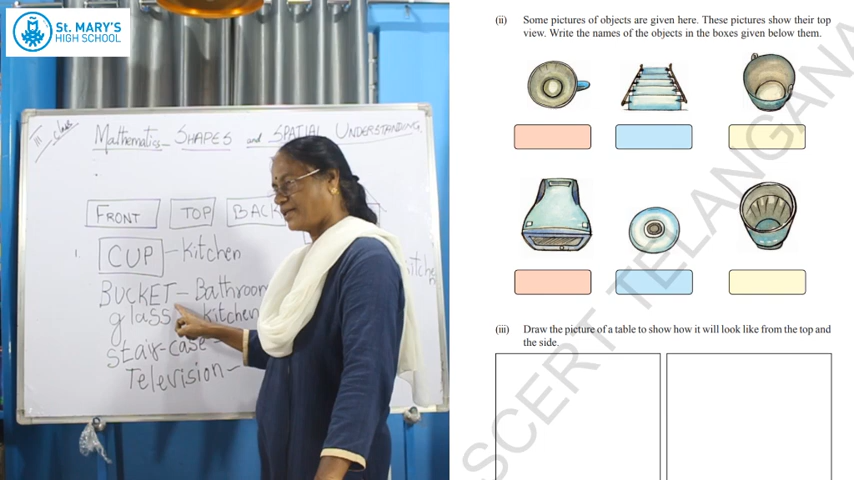 St. MARY'S
HIGH SCHOOL
III class
Mathematics - SHAPES and SPATIAL UNDERSTANDING
FRONT TOP BACK
1. CUP - kitchen
BUCKET - Bathroom
glass kitchen
Stair-case -
Television -
(ii) Some pictures of objects are given here. These pictures show their top
view. Write the names of the objects in the boxes given below them.
(iii) Draw the picture of a table to show how it will look like from the top and
the side.
SCERT TELANGANA